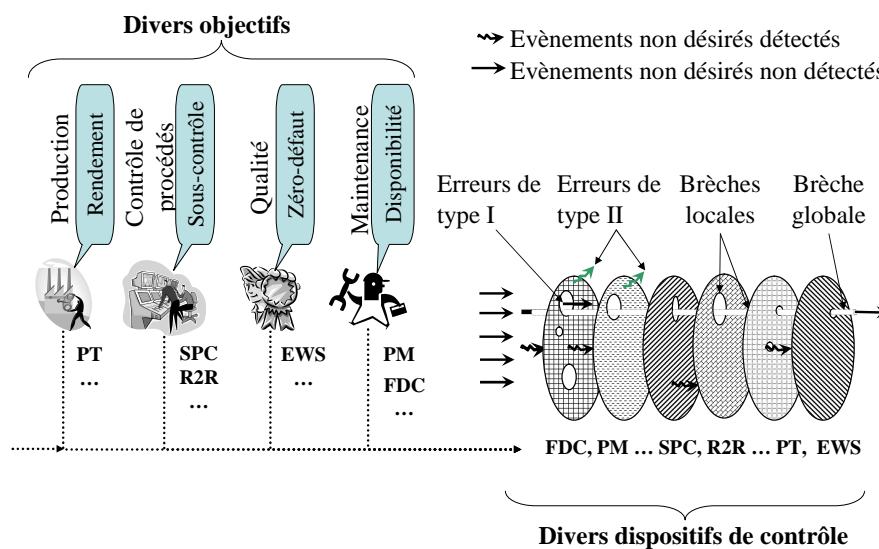 Divers objectifs
Production
Rendement
Contrôle de
procédés
Sous-contrôle
Qualité
Zéro-défaut
Maintenance
Disponibilité
PT
…
SPC
R2R
…
EWS
…
PM
FDC
…
Evènements non désirés détectés
Evènements non désirés non détectés
Erreurs de
type I
Erreurs de
type II
Brèches
locales
Brèche
globale
FDC, PM … SPC, R2R … PT, EWS
Divers dispositifs de contrôle